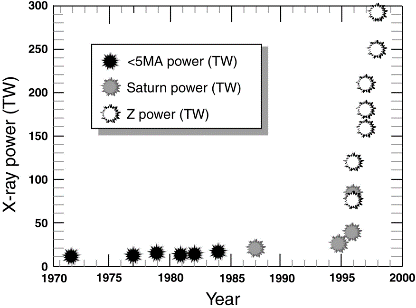 300
250
200
150
100
50
0
X-ray power (TW)
<5MA power (TW)
Saturn power (TW)
Z power (TW)
1970 1975 1980 1985 1990 1995 2000
Year